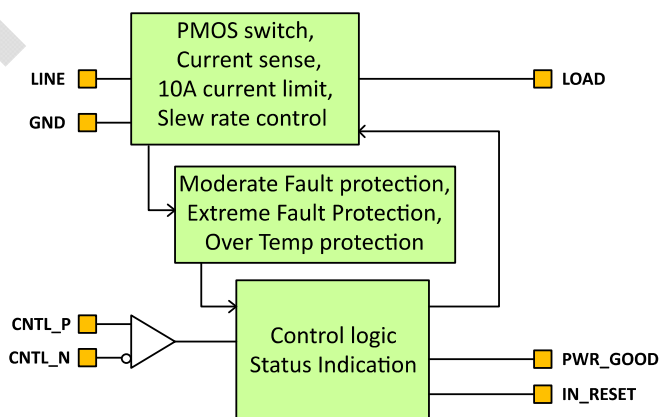 PMOS switch,
Current sense,
10A current limit,
Slew rate control
LINE
GND
LOAD
Moderate Fault protection,
Extreme Fault Protection,
Over Temp protection
CNTL_P
CNTL_N
Control logic
Status Indication
PWR_GOOD
IN_RESET